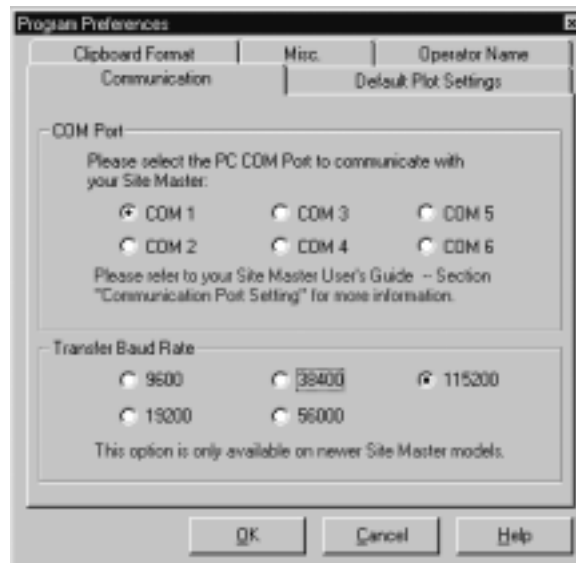 Program Preferences
Clipboard Format
Misc.
Operator Name
Communication
Default Plot Settings
COM Port
Please select the PC COM Port to communicate with
your Site Master:
COM 1
COM 3
COM 5
COM 2
COM 4
COM 6
Please refer to your Site Master User's Guide -- Section
"Communication Port Setting" for more information.
Transfer Baud Rate
9600
38400
115200
19200
56000
This option is only available on newer Site Master models.
OK
Cancel
Help